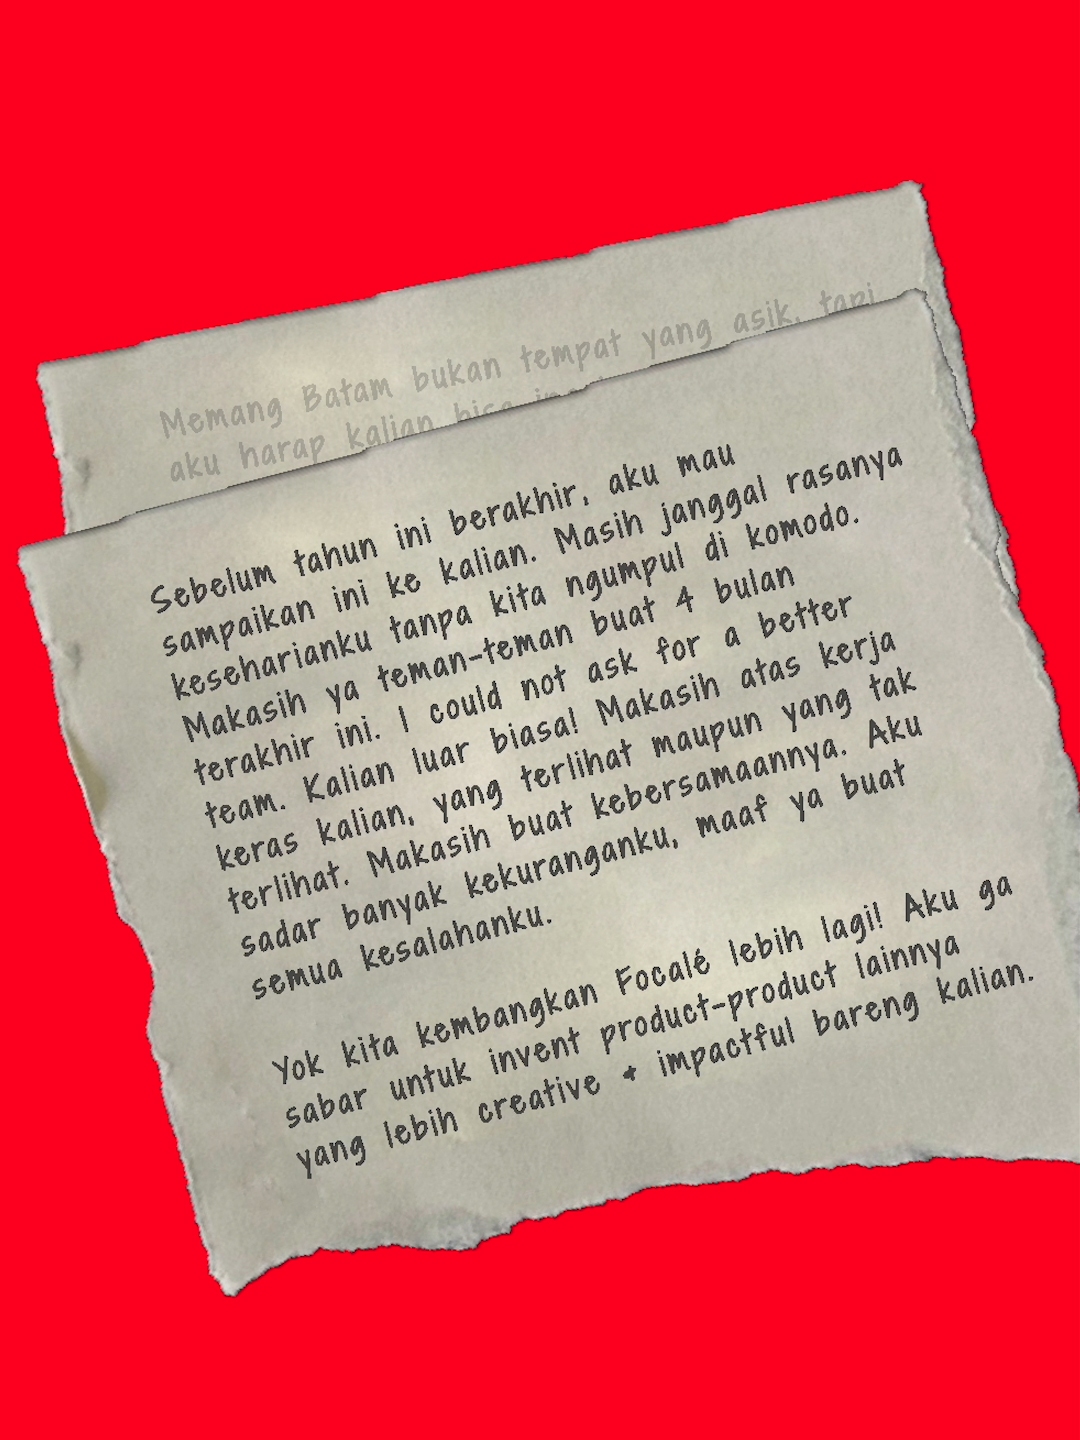 Memang Batam bukan tempat yang asik, tapi
aku harap kalian bisa
Sebelum tahun ini berakhir, aku mau
sampaikan ini ke kalian. Masih janggal rasanya
keseharianku tanpa kita ngumpul di komodo.
Makasih ya teman-teman buat 4 bulan
terakhir ini. I could not ask for a better
team. Kalian luar biasa! Makasih atas kerja
keras kalian, yang terlihat maupun yang tak
terlihat. Makasih buat kebersamaannya. Aku
sadar banyak kekuranganku, maaf ya buat
semua kesalahanku.
Yok kita kembangkan Focalé lebih lagi! Aku ga
sabar untuk invent product-product lainnya
yang lebih creative & impactful bareng kalian.